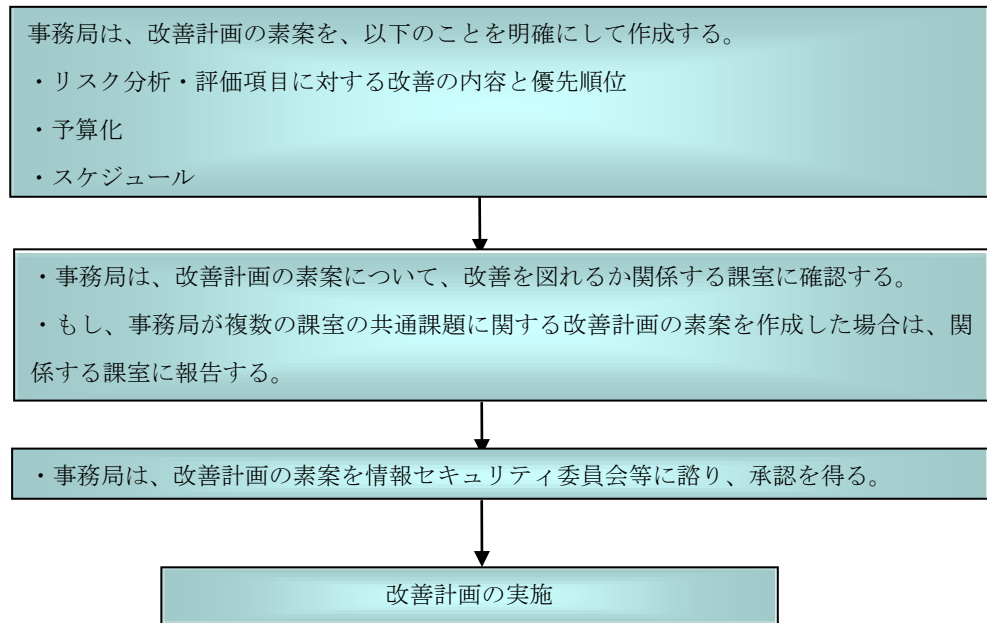 事務局は、改善計画の素案を、以下のことを明確にして作成する。
・リスク分析・評価項目に対する改善の内容と優先順位
・予算化
・スケジュール
・事務局は、改善計画の素案について、改善を図れるか関係する課室に確認する。
・もし、事務局が複数の課室の共通課題に関する改善計画の素案を作成した場合は、関
係する課室に報告する。
・事務局は、改善計画の素案を情報セキュリティ委員会等に諮り、承認を得る。
改善計画の実施